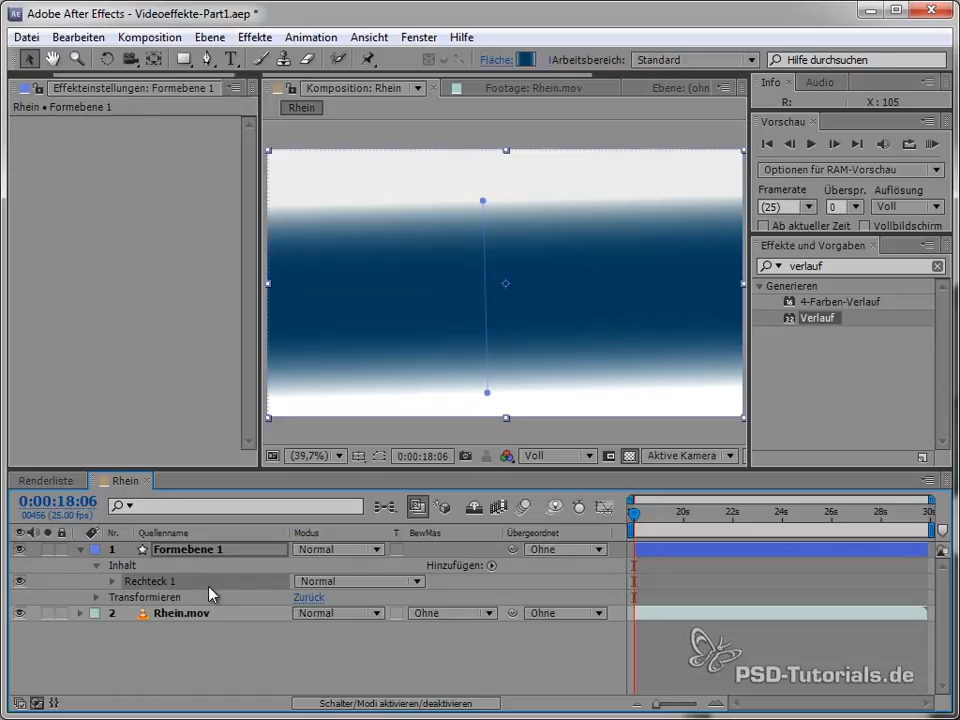 Adobe After Effects - Videoeffekte-Part1.aep *
Datei Bearbeiten Komposition Ebene Effekte Animation Ansicht Fenster Hilfe
Fläche: Arbeitsbereich: Standard Hilfe durchsuchen
Effekteinstellungen: Formebene 1
Rhein • Formebene 1
Komposition: Rhein Footage: Rhein.mov Ebene: (ohn
Rhein
Info Audio
R: X : 105
Vorschau
Optionen für RAM-Vorschau
Framerate Überspr. Auflösung
(25) 0 Voll
Ab aktueller Zeit Vollbildschirm
Effekte und Vorgaben
verlauf
Generieren
4-Farben-Verlauf
Verlauf
(39,7%) 0:00:18:06 Voll Aktive Kamera
Renderliste Rhein
0:00:18:06
00456 (25.00 fps)
20s 22s 24s 26s 28s 30s
Nr. Quellenname Modus T BewMas Übergeordnet
1 Formebene 1 Normal Ohne
Inhalt Hinzufügen:
Rechteck 1 Normal
Transformieren Zurück
2 Rhein.mov Normal Ohne Ohne
Schalter/Modi aktivieren/deaktivieren
PSD-Tutorials.de